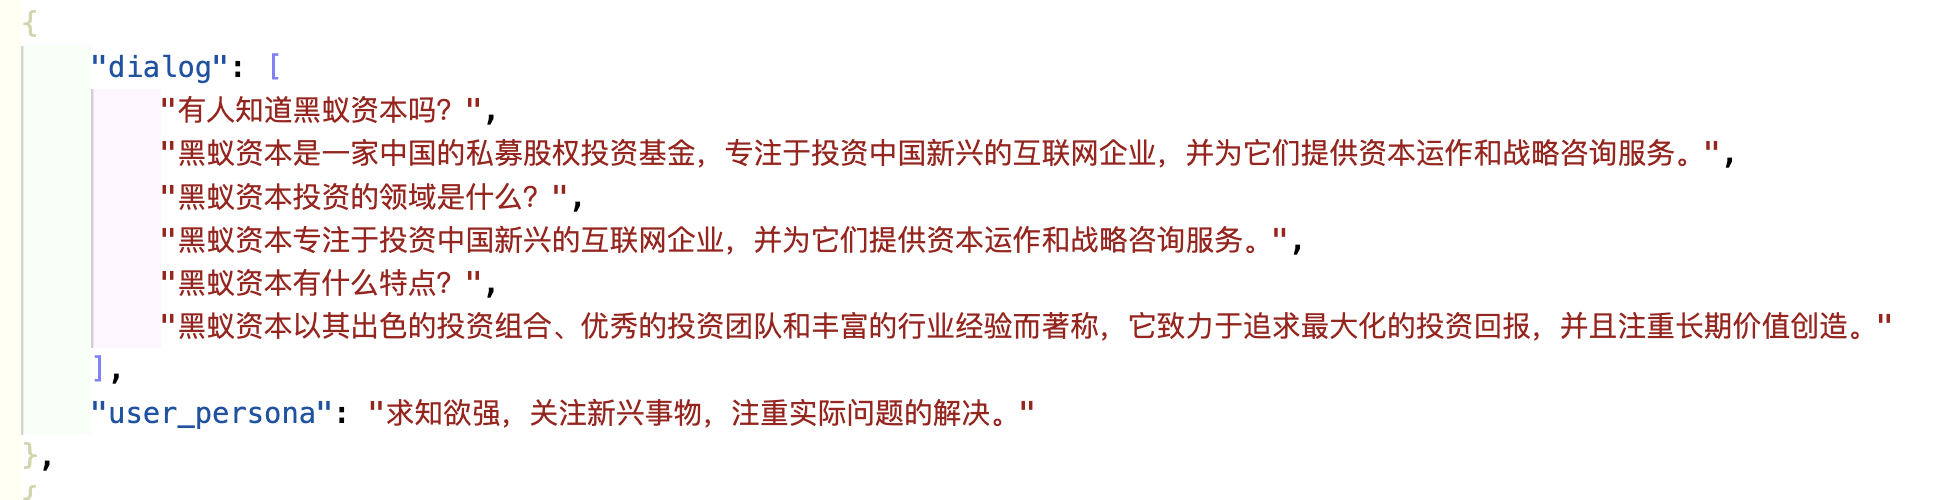 {
"dialog": [
"有人知道黑蚁资本吗？",
"黑蚁资本是一家中国的私募股权投资基金，专注于投资中国新兴的互联网企业，并为它们提供资本运作和战略咨询服务。",
"黑蚁资本投资的领域是什么？",
"黑蚁资本专注于投资中国新兴的互联网企业，并为它们提供资本运作和战略咨询服务。",
"黑蚁资本有什么特点？",
"黑蚁资本以其出色的投资组合、优秀的投资团队和丰富的行业经验而著称，它致力于追求最大化的投资回报，并且注重长期价值创造。"
],
"user_persona": "求知欲强，关注新兴事物，注重实际问题的解决。"
},
{